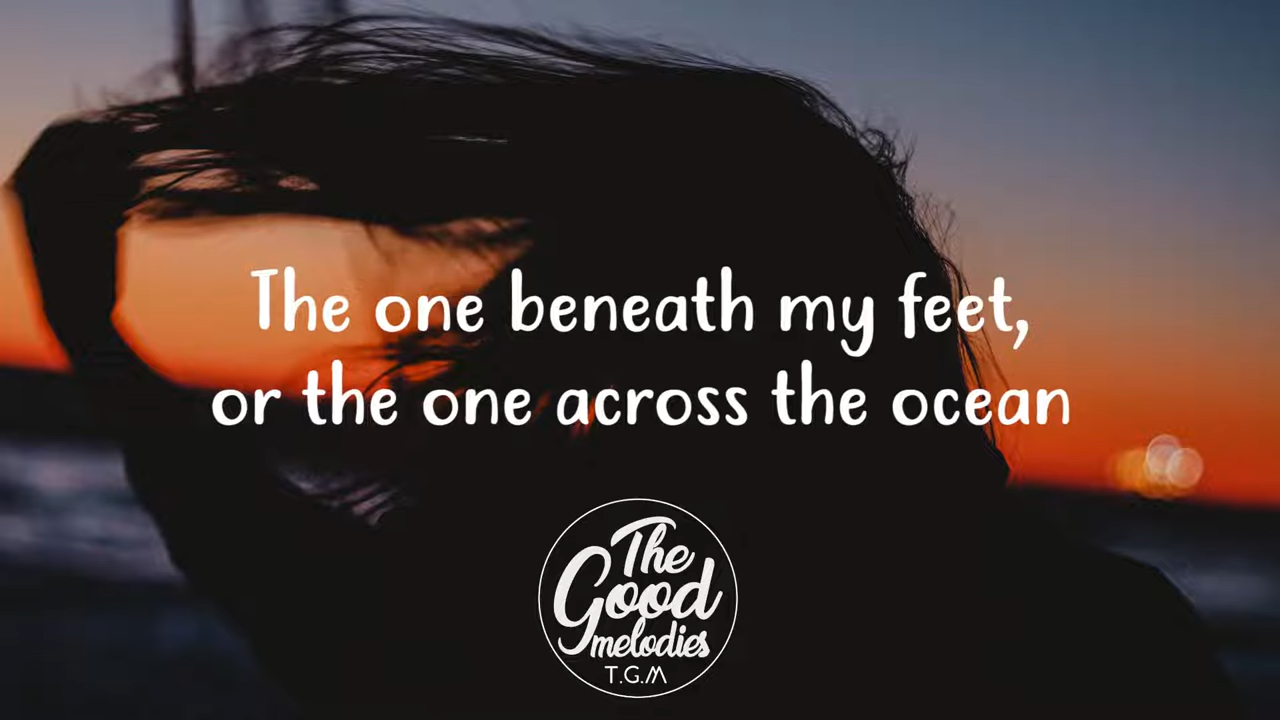 The one beneath my feet,
or the one across the ocean
The
Good
melodies
T.G.M